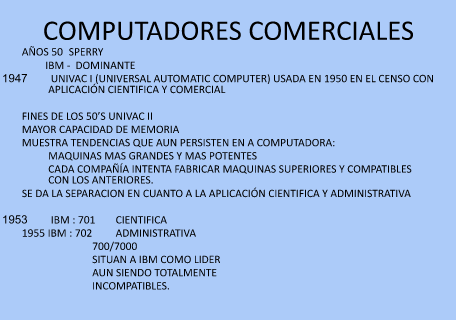 COMPUTADORES COMERCIALES
AÑOS 50 SPERRY
IBM - DOMINANTE
1947 UNIVAC I (UNIVERSAL AUTOMATIC COMPUTER) USADA EN 1950 EN EL CENSO CON
APLICACIÓN CIENTIFICA Y COMERCIAL
FINES DE LOS 50'S UNIVAC II
MAYOR CAPACIDAD DE MEMORIA
MUESTRA TENDENCIAS QUE AUN PERSISTEN EN A COMPUTADORA:
MAQUINAS MAS GRANDES Y MAS POTENTES
CADA COMPAÑÍA INTENTA FABRICAR MAQUINAS SUPERIORES Y COMPATIBLES
CON LOS ANTERIORES.
SE DA LA SEPARACION EN CUANTO A LA APLICACIÓN CIENTIFICA Y ADMINISTRATIVA
1953 IBM : 701 CIENTIFICA
1955 IBM : 702 ADMINISTRATIVA
700/7000
SITUAN A IBM COMO LIDER
AUN SIENDO TOTALMENTE
INCOMPATIBLES.